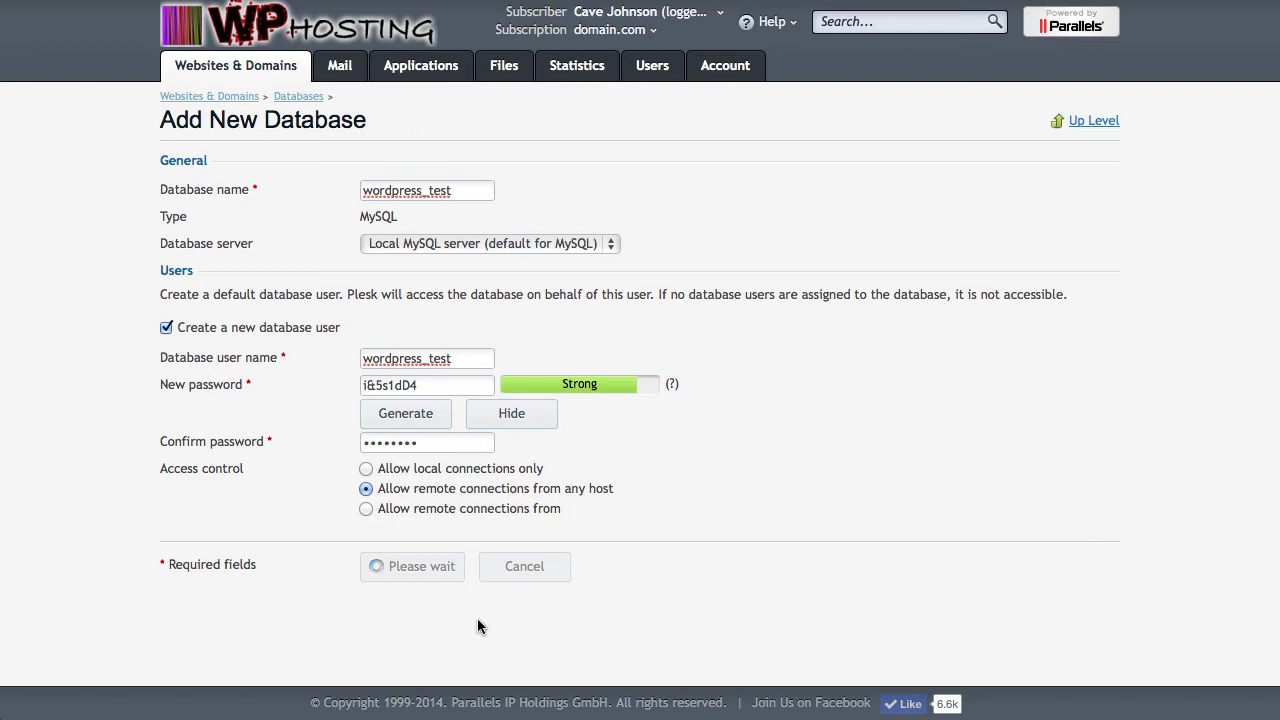 WPHOSTING
Subscriber Cave Johnson (logge...
Subscription domain.com
Help
Search...
Powered by
Parallels
Websites & Domains
Mail
Applications
Files
Statistics
Users
Account
Websites & Domains > Databases >
Add New Database
Up Level
General
Database name *
wordpress_test
Type
MySQL
Database server
Local MySQL server (default for MySQL)
Users
Create a default database user. Plesk will access the database on behalf of this user. If no database users are assigned to the database, it is not accessible.
Create a new database user
Database user name *
wordpress_test
New password *
i&5s1dD4
Strong
(?)
Generate
Hide
Confirm password *
••••••••
Access control
Allow local connections only
Allow remote connections from any host
Allow remote connections from
* Required fields
Please wait
Cancel
© Copyright 1999-2014. Parallels IP Holdings GmbH. All rights reserved. | Join Us on Facebook
Like
6.6k